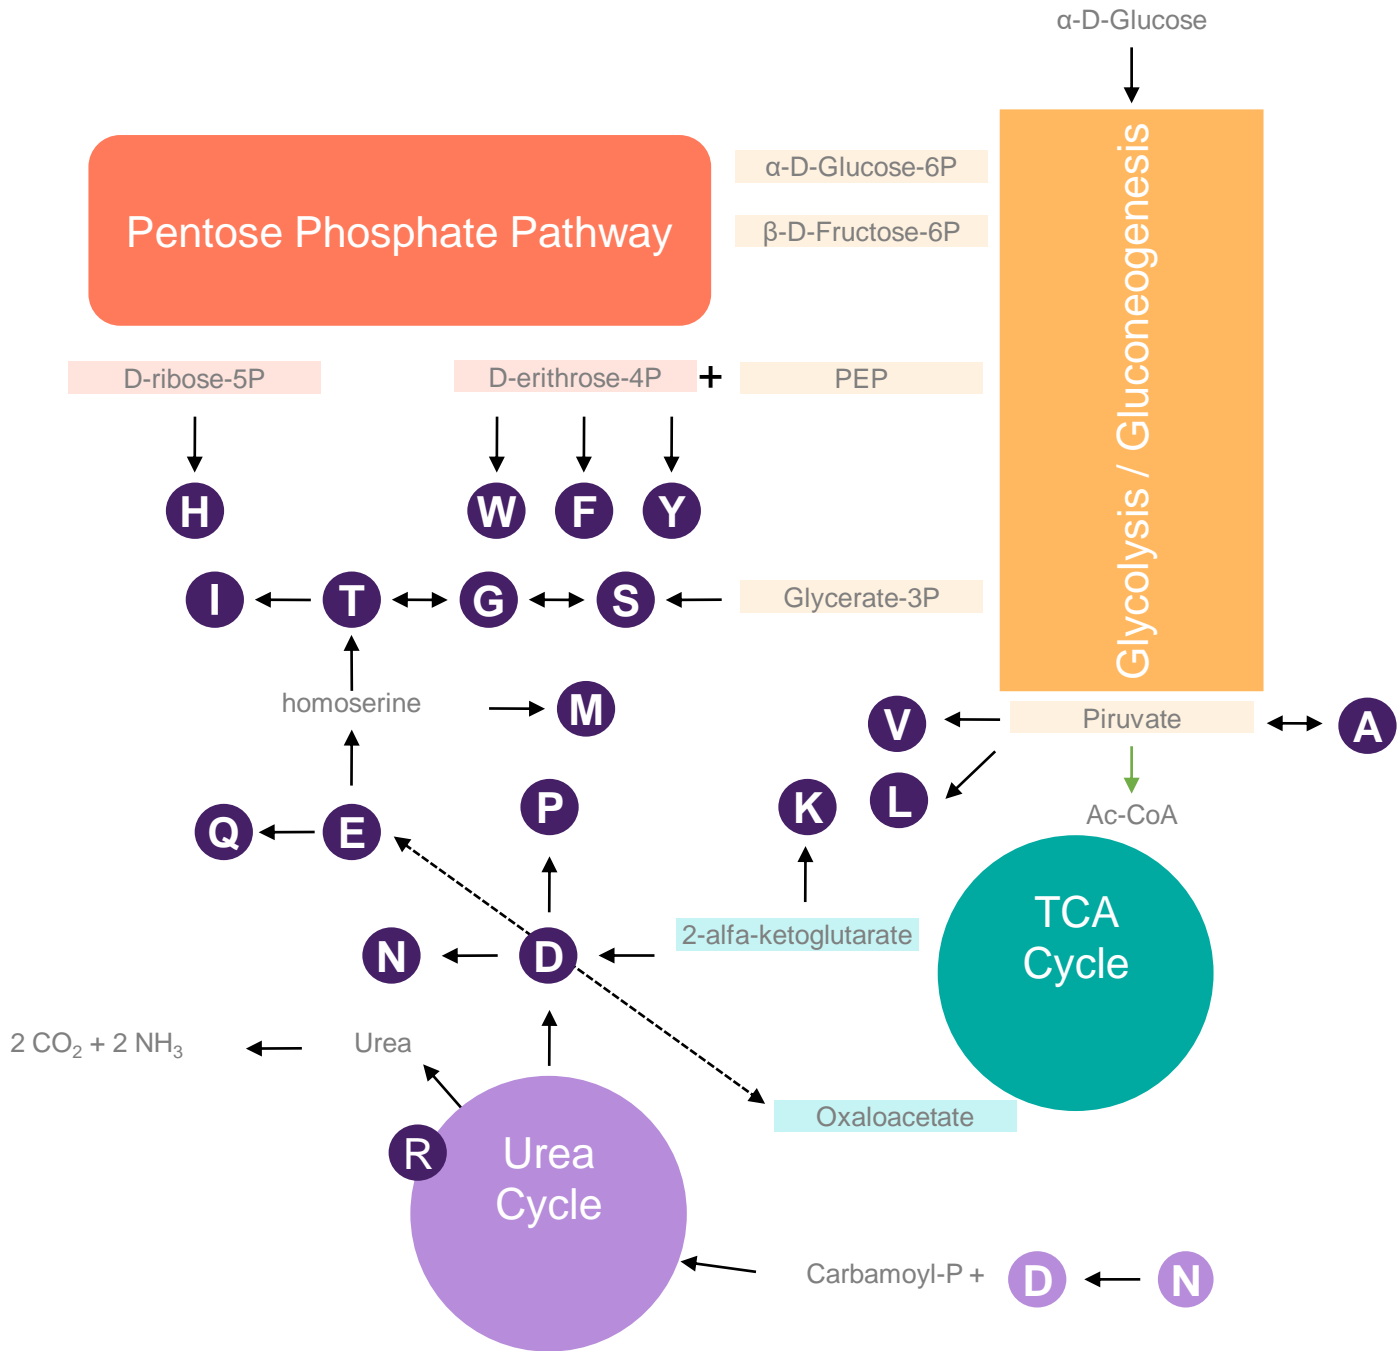 α-D-Glucose
Glycolysis / Gluconeogenesis
Pentose Phosphate Pathway
α-D-Glucose-6P
β-D-Fructose-6P
D-ribose-5P
D-erithrose-4P
+
PEP
H
W
F
Y
I
T
G
S
Glycerate-3P
homoserine
M
V
Piruvate
A
Q
E
P
K
L
Ac-CoA
TCA
Cycle
N
D
2-alfa-ketoglutarate
2 CO₂ + 2 NH₃
Urea
Oxaloacetate
R
Urea
Cycle
Carbamoyl-P +
D
N